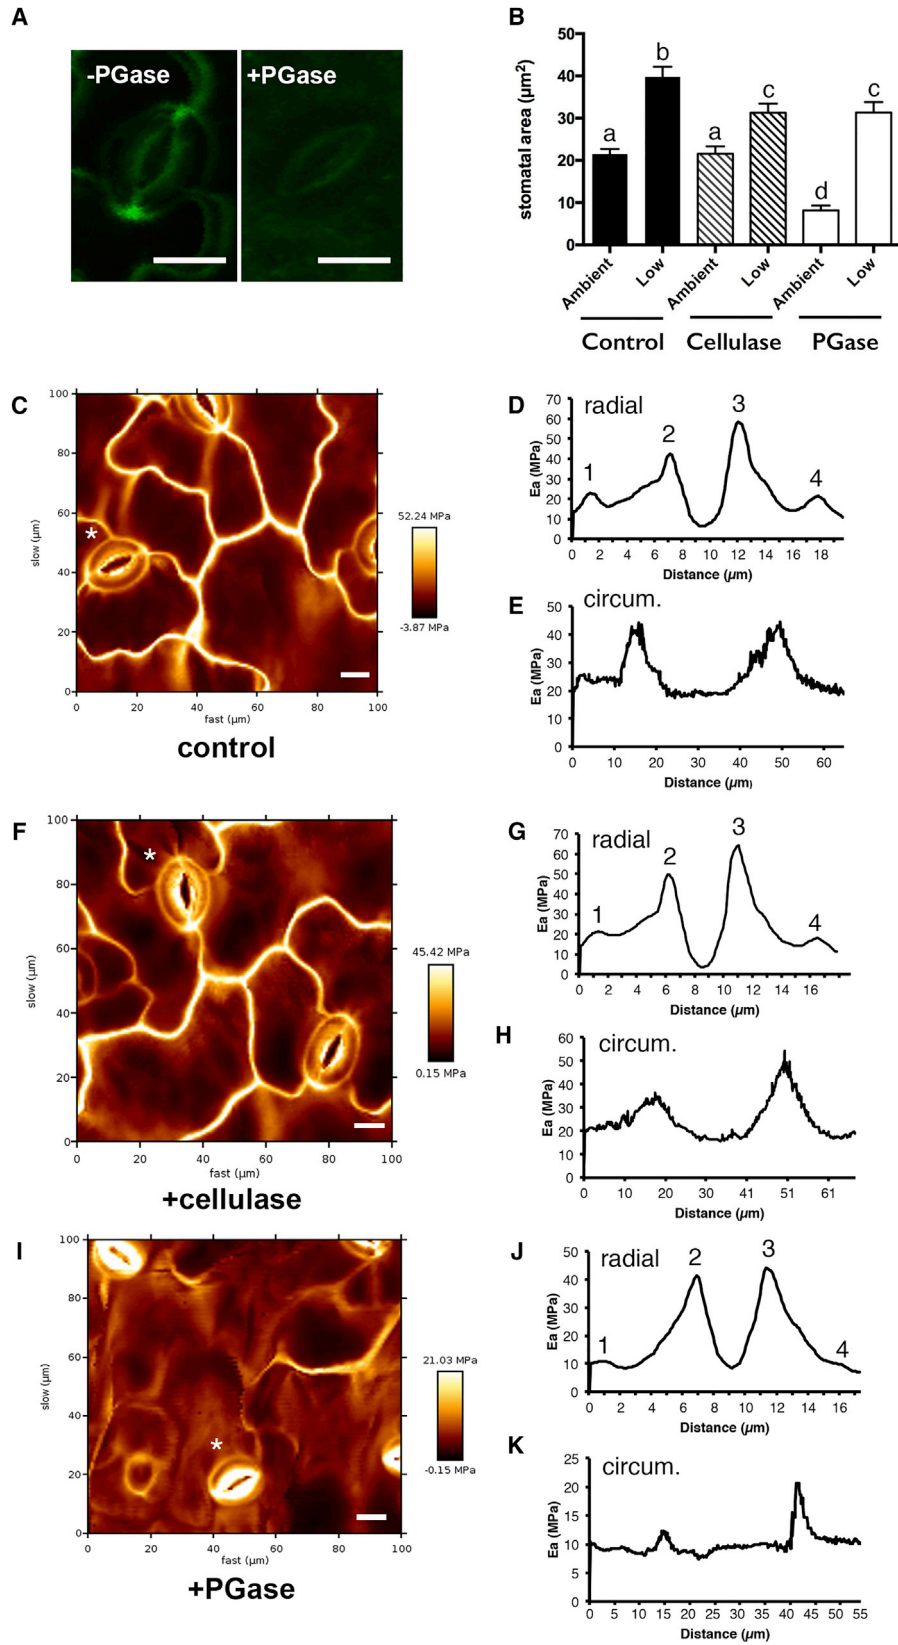 A
-PGase
+PGase
B
stomatal area (µm²)
50
40
30
20
10
0
a
b
a
c
d
c
Ambient
Low
Ambient
Low
Ambient
Low
Control
Cellulase
PGase
C
slow (µm)
100
80
60
40
20
0
*
0 20 40 60 80 100
fast (µm)
52.24 MPa
-3.87 MPa
control
D
radial
Ea (MPa)
70
60
50
40
30
20
10
0
1
2
3
4
0 2 4 6 8 10 12 14 16 18
Distance (µm)
E
circum.
Ea (MPa)
50
40
30
20
10
0
0 10 20 30 40 50 60
Distance (µm)
F
slow (µm)
100
80
60
40
20
0
*
0 20 40 60 80 100
fast (µm)
45.42 MPa
0.15 MPa
+cellulase
G
radial
Ea (MPa)
70
60
50
40
30
20
10
0
1
2
3
4
0 2 4 6 8 10 12 14 16
Distance (µm)
H
circum.
Ea (MPa)
60
50
40
30
20
10
0
0 10 20 30 41 51 61
Distance (µm)
I
slow (µm)
100
80
60
40
20
0
*
0 20 40 60 80 100
fast (µm)
21.03 MPa
-0.15 MPa
+PGase
J
radial
Ea (MPa)
50
40
30
20
10
0
1
2
3
4
0 2 4 6 8 10 12 14 16
Distance (µm)
K
circum.
Ea (MPa)
25
20
15
10
5
0
0 5 10 15 20 25 30 35 40 45 50 55
Distance (µm)